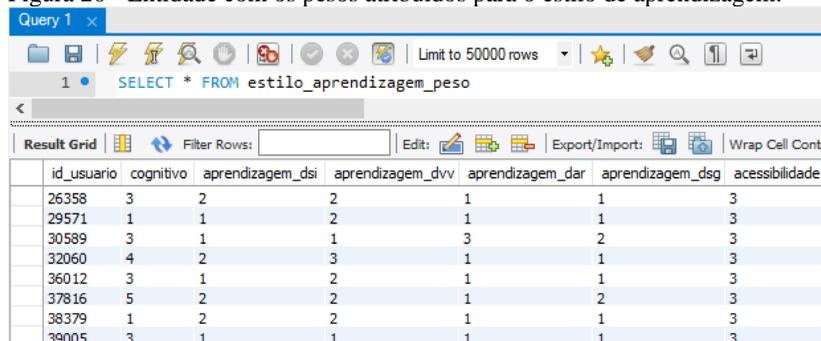 Figura 20 - Entidade com os pesos atribuídos para o estilo de aprendizagem.
Query 1 ×
Limit to 50000 rows
1 SELECT * FROM estilo_aprendizagem_peso
Result Grid Filter Rows: Edit: Export/Import: Wrap Cell Cont
id_usuario cognitivo aprendizagem_dsi aprendizagem_dvv aprendizagem_dar aprendizagem_dsg acessibilidade
26358 3 2 2 1 1 3
29571 1 1 2 1 1 3
30589 3 1 1 3 2 3
32060 4 2 3 1 1 3
36012 3 1 2 1 1 3
37816 5 2 2 1 2 3
38379 1 2 2 1 1 3
39005 3 1 1 1 1 3